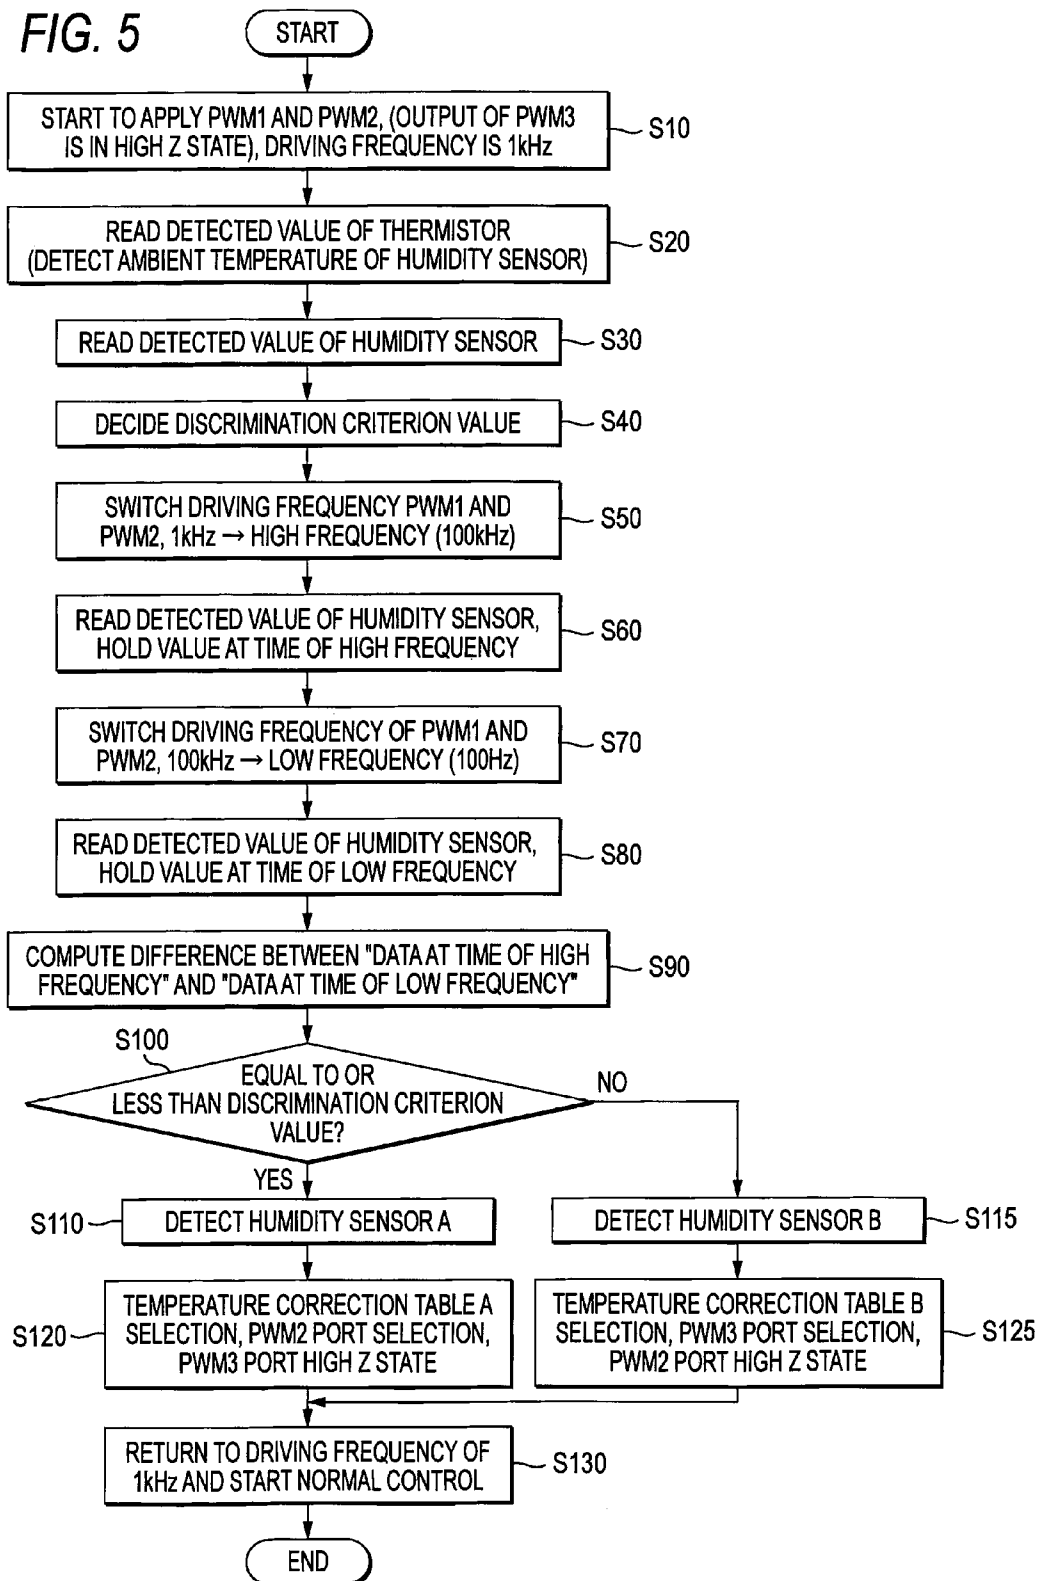 FIG. 5
START
START TO APPLY PWM1 AND PWM2, (OUTPUT OF PWM3
IS IN HIGH Z STATE), DRIVING FREQUENCY IS 1kHz
S10
READ DETECTED VALUE OF THERMISTOR
(DETECT AMBIENT TEMPERATURE OF HUMIDITY SENSOR)
S20
READ DETECTED VALUE OF HUMIDITY SENSOR
S30
DECIDE DISCRIMINATION CRITERION VALUE
S40
SWITCH DRIVING FREQUENCY PWM1 AND
PWM2, 1kHz → HIGH FREQUENCY (100kHz)
S50
READ DETECTED VALUE OF HUMIDITY SENSOR,
HOLD VALUE AT TIME OF HIGH FREQUENCY
S60
SWITCH DRIVING FREQUENCY OF PWM1 AND
PWM2, 100kHz → LOW FREQUENCY (100Hz)
S70
READ DETECTED VALUE OF HUMIDITY SENSOR,
HOLD VALUE AT TIME OF LOW FREQUENCY
S80
COMPUTE DIFFERENCE BETWEEN "DATA AT TIME OF HIGH
FREQUENCY" AND "DATA AT TIME OF LOW FREQUENCY"
S90
S100
EQUAL TO OR
LESS THAN DISCRIMINATION CRITERION
VALUE?
NO
YES
S110
DETECT HUMIDITY SENSOR A
DETECT HUMIDITY SENSOR B
S115
S120
TEMPERATURE CORRECTION TABLE A
SELECTION, PWM2 PORT SELECTION,
PWM3 PORT HIGH Z STATE
TEMPERATURE CORRECTION TABLE B
SELECTION, PWM3 PORT SELECTION,
PWM2 PORT HIGH Z STATE
S125
RETURN TO DRIVING FREQUENCY OF
1kHz AND START NORMAL CONTROL
S130
END